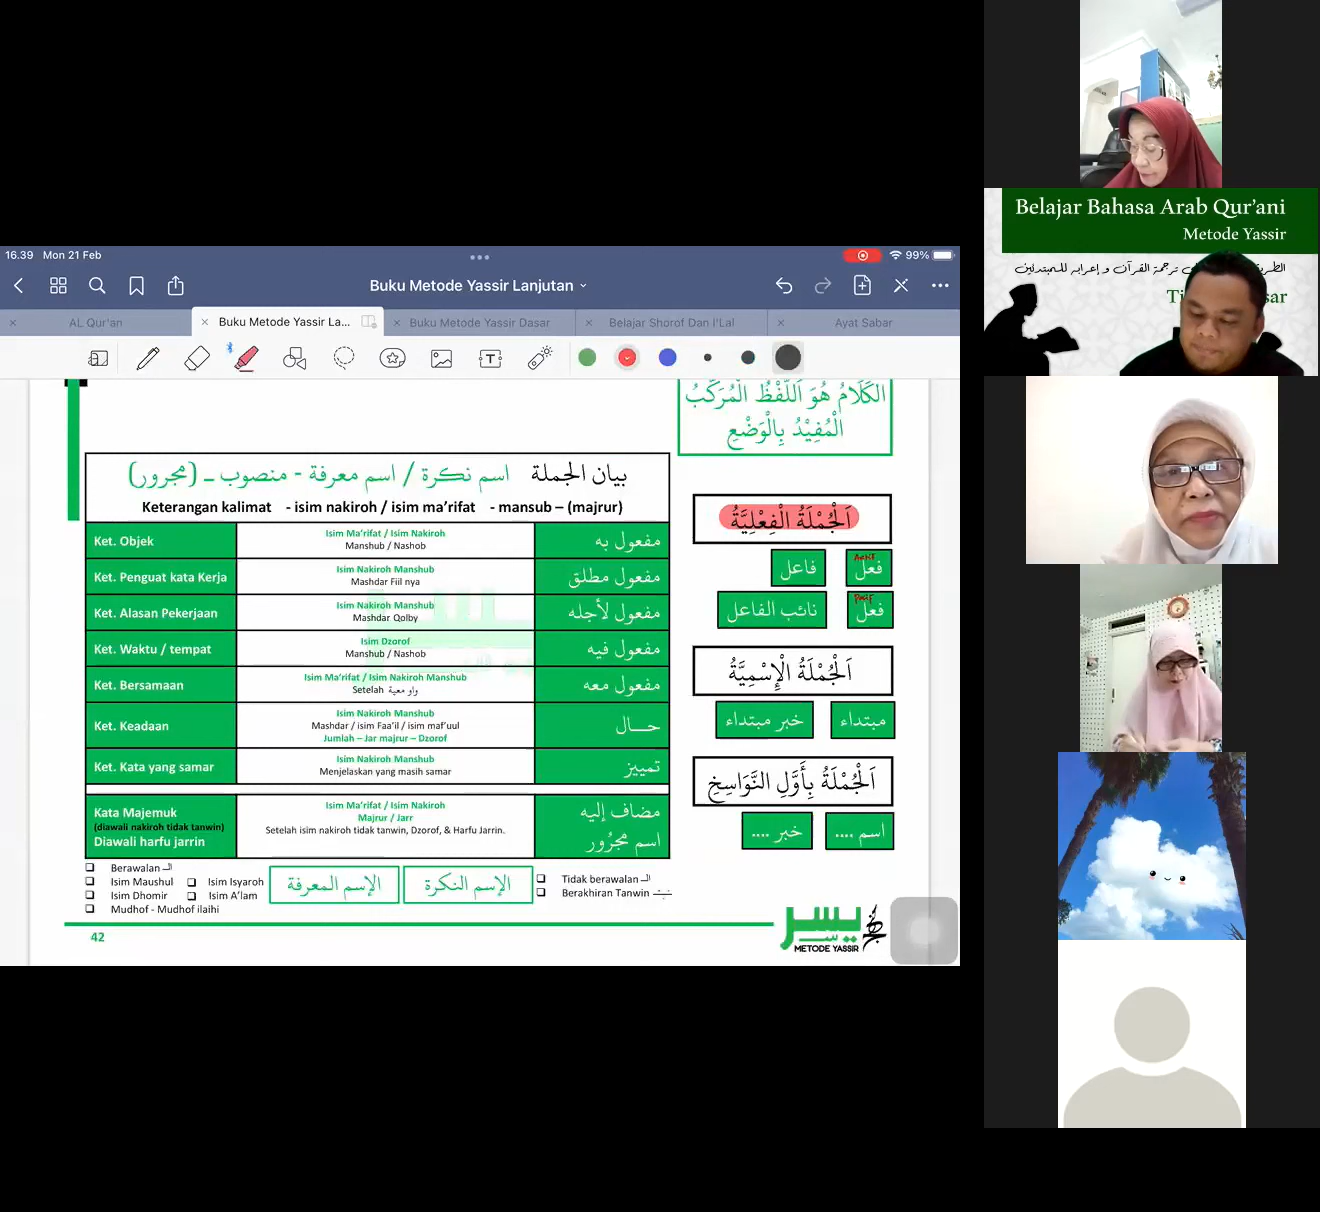 16.39 Mon 21 Feb
99%
Buku Metode Yassir Lanjutan
AL Qur'an
Buku Metode Yassir La...
Buku Metode Yassir Dasar
Belajar Shorof Dan I'Lal
Ayat Sabar
اَلْكَلَامُ هُوَ اللَّفْظُ الْمُرَكَّبُ
الْمُفِيْدُ بِالْوَضْعِ
بيان الجملة اسم نكرة / اسم معرفة - منصوب - (مجرور)
Keterangan kalimat - isim nakiroh / isim ma'rifat - mansub – (majrur)
Ket. Objek
Isim Ma'rifat / Isim Nakiroh
Manshub / Nashob
مفعول به
Ket. Penguat kata Kerja
Isim Nakiroh Manshub
Mashdar Fiil nya
مفعول مطلق
Ket. Alasan Pekerjaan
Isim Nakiroh Manshub
Mashdar Qolby
مفعول لأجله
Ket. Waktu / tempat
Isim Dzorof
Manshub / Nashob
مفعول فيه
Ket. Bersamaan
Isim Ma'rifat / Isim Nakiroh Manshub
Setelah واو معية
مفعول معه
Ket. Keadaan
Isim Nakiroh Manshub
Mashdar / isim Faa'il / isim maf'uul
Jumlah – Jar majrur – Dzorof
حـــال
Ket. Kata yang samar
Isim Nakiroh Manshub
Menjelaskan yang masih samar
تمييز
Kata Majemuk
(diawali nakiroh tidak tanwin)
Diawali harfu jarrin
Isim Ma'rifat / Isim Nakiroh
Majrur / Jarr
Setelah isim nakiroh tidak tanwin, Dzorof, & Harfu Jarrin.
مضاف إليه
اسم مجرُور
اَلْجُمْلَةُ الْفِعْلِيَّةُ
فعل
فاعل
فعل
نائب الفاعل
اَلْجُمْلَةُ الْإِسْمِيَّةُ
مبتداء
خبر مبتداء
اَلْجُمْلَةُ بِأَوَّلِ النَّوَاسِخِ
اسم ....
خبر ....
Berawalan الـ
Isim Maushul
Isim Isyaroh
Isim Dhomir
Isim A'lam
Mudhof - Mudhof ilaihi
الإسم المعرفة
الإسم النكرة
Tidak berawalan الـ
Berakhiran Tanwin
42
يسر
METODE YASSIR
Belajar Bahasa Arab Qur'ani
Metode Yassir
ترجمة القرآن و إعرابه للمبتدئين